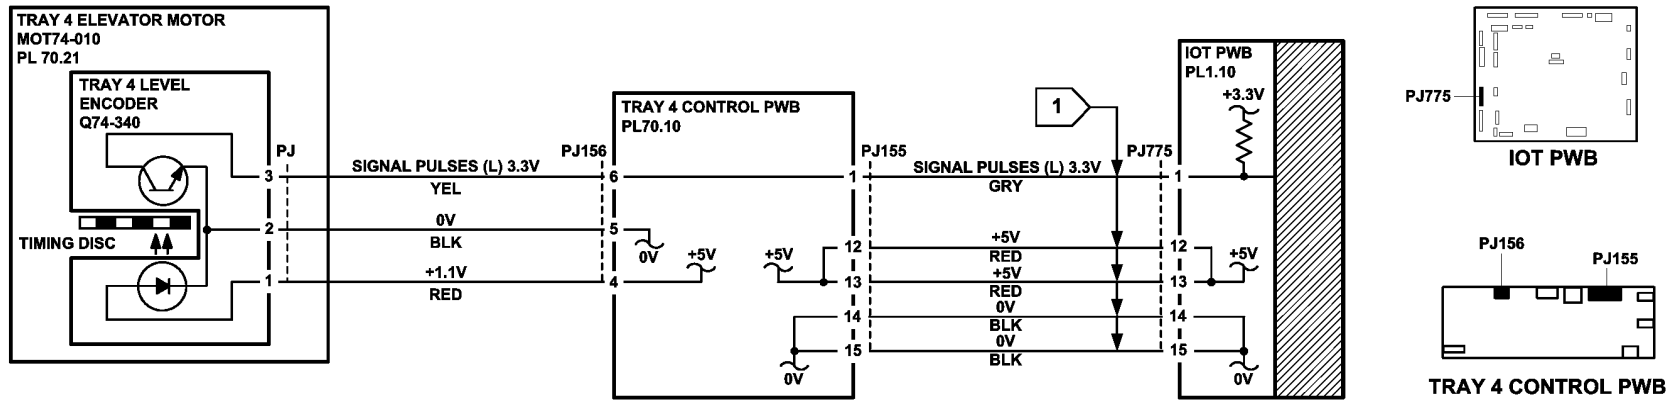 TRAY 4 ELEVATOR MOTOR
MOT74-010
PL 70.21
TRAY 4 LEVEL
ENCODER
Q74-340
TIMING DISC
PJ
3
2
1
SIGNAL PULSES (L) 3.3V
YEL
0V
BLK
+1.1V
RED
PJ156
TRAY 4 CONTROL PWB
PL70.10
6
5
4
0V
+5V
+5V
0V
1
12
13
14
15
PJ155
SIGNAL PULSES (L) 3.3V
GRY
+5V
RED
+5V
RED
0V
BLK
0V
BLK
1
PJ775
IOT PWB
PL1.10
+3.3V
1
12
13
14
15
+5V
0V
PJ775
IOT PWB
PJ156
PJ155
TRAY 4 CONTROL PWB